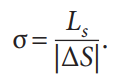 σ = L_s / |ΔS|.